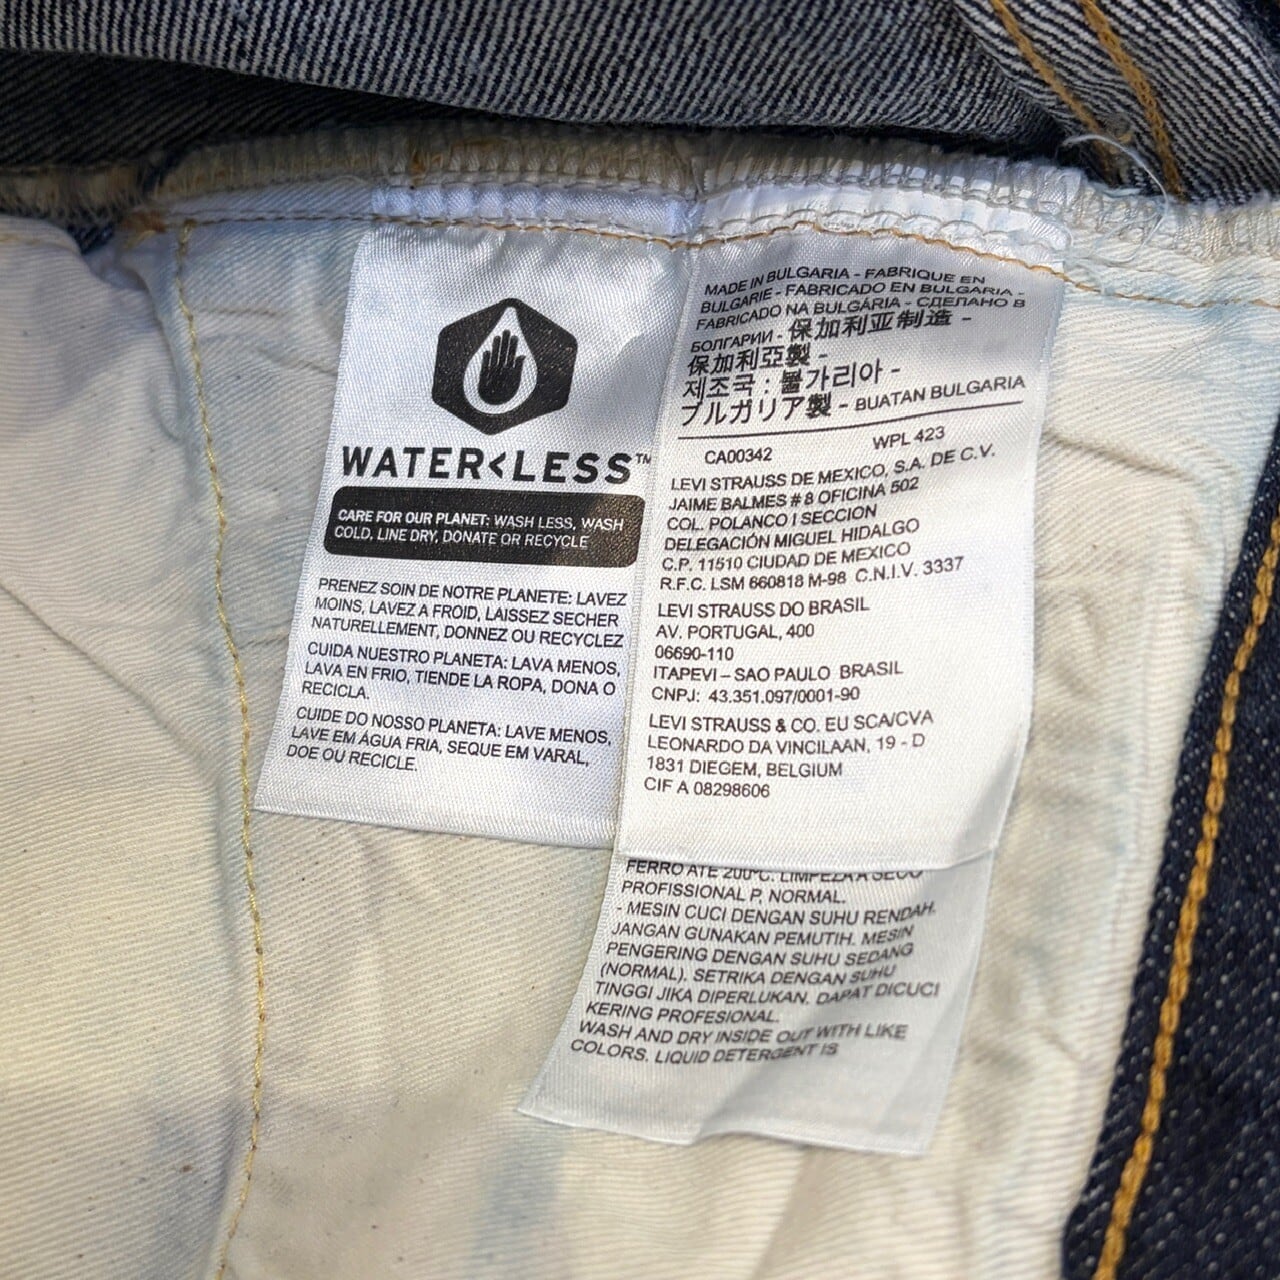 WATER<LESS™
CARE FOR OUR PLANET: WASH LESS, WASH
COLD, LINE DRY, DONATE OR RECYCLE
PRENEZ SOIN DE NOTRE PLANETE: LAVEZ
MOINS, LAVEZ A FROID, LAISSEZ SECHER
NATURELLEMENT, DONNEZ OU RECYCLEZ
CUIDA NUESTRO PLANETA: LAVA MENOS,
LAVA EN FRIO, TIENDE LA ROPA, DONA O
RECICLA.
CUIDE DO NOSSO PLANETA: LAVE MENOS,
LAVE EM ÁGUA FRIA, SEQUE EM VARAL,
DOE OU RECICLE.
MADE IN BULGARIA - FABRIQUE EN
BULGARIE - FABRICADO EN BULGARIA -
FABRICADO NA BULGÁRIA - СДЕЛАНО В
БОЛГАРИИ - 保加利亚制造 -
保加利亞製 -
제조국 : 불가리아 -
ブルガリア製 - BUATAN BULGARIA
CA00342 WPL 423
LEVI STRAUSS DE MEXICO, S.A. DE C.V.
JAIME BALMES # 8 OFICINA 502
COL. POLANCO I SECCION
DELEGACIÓN MIGUEL HIDALGO
C.P. 11510 CIUDAD DE MEXICO
R.F.C. LSM 660818 M-98 C.N.I.V. 3337
LEVI STRAUSS DO BRASIL
AV. PORTUGAL, 400
06690-110
ITAPEVI – SAO PAULO BRASIL
CNPJ: 43.351.097/0001-90
LEVI STRAUSS & CO. EU SCA/CVA
LEONARDO DA VINCILAAN, 19 - D
1831 DIEGEM, BELGIUM
CIF A 08298606
FERRO ATÉ 200°C. LIMPEZA A SECO
PROFISSIONAL P, NORMAL.
- MESIN CUCI DENGAN SUHU RENDAH.
JANGAN GUNAKAN PEMUTIH. MESIN
PENGERING DENGAN SUHU SEDANG
(NORMAL). SETRIKA DENGAN SUHU
TINGGI JIKA DIPERLUKAN. DAPAT DICUCI
KERING PROFESIONAL.
WASH AND DRY INSIDE OUT WITH LIKE
COLORS. LIQUID DETERGENT IS